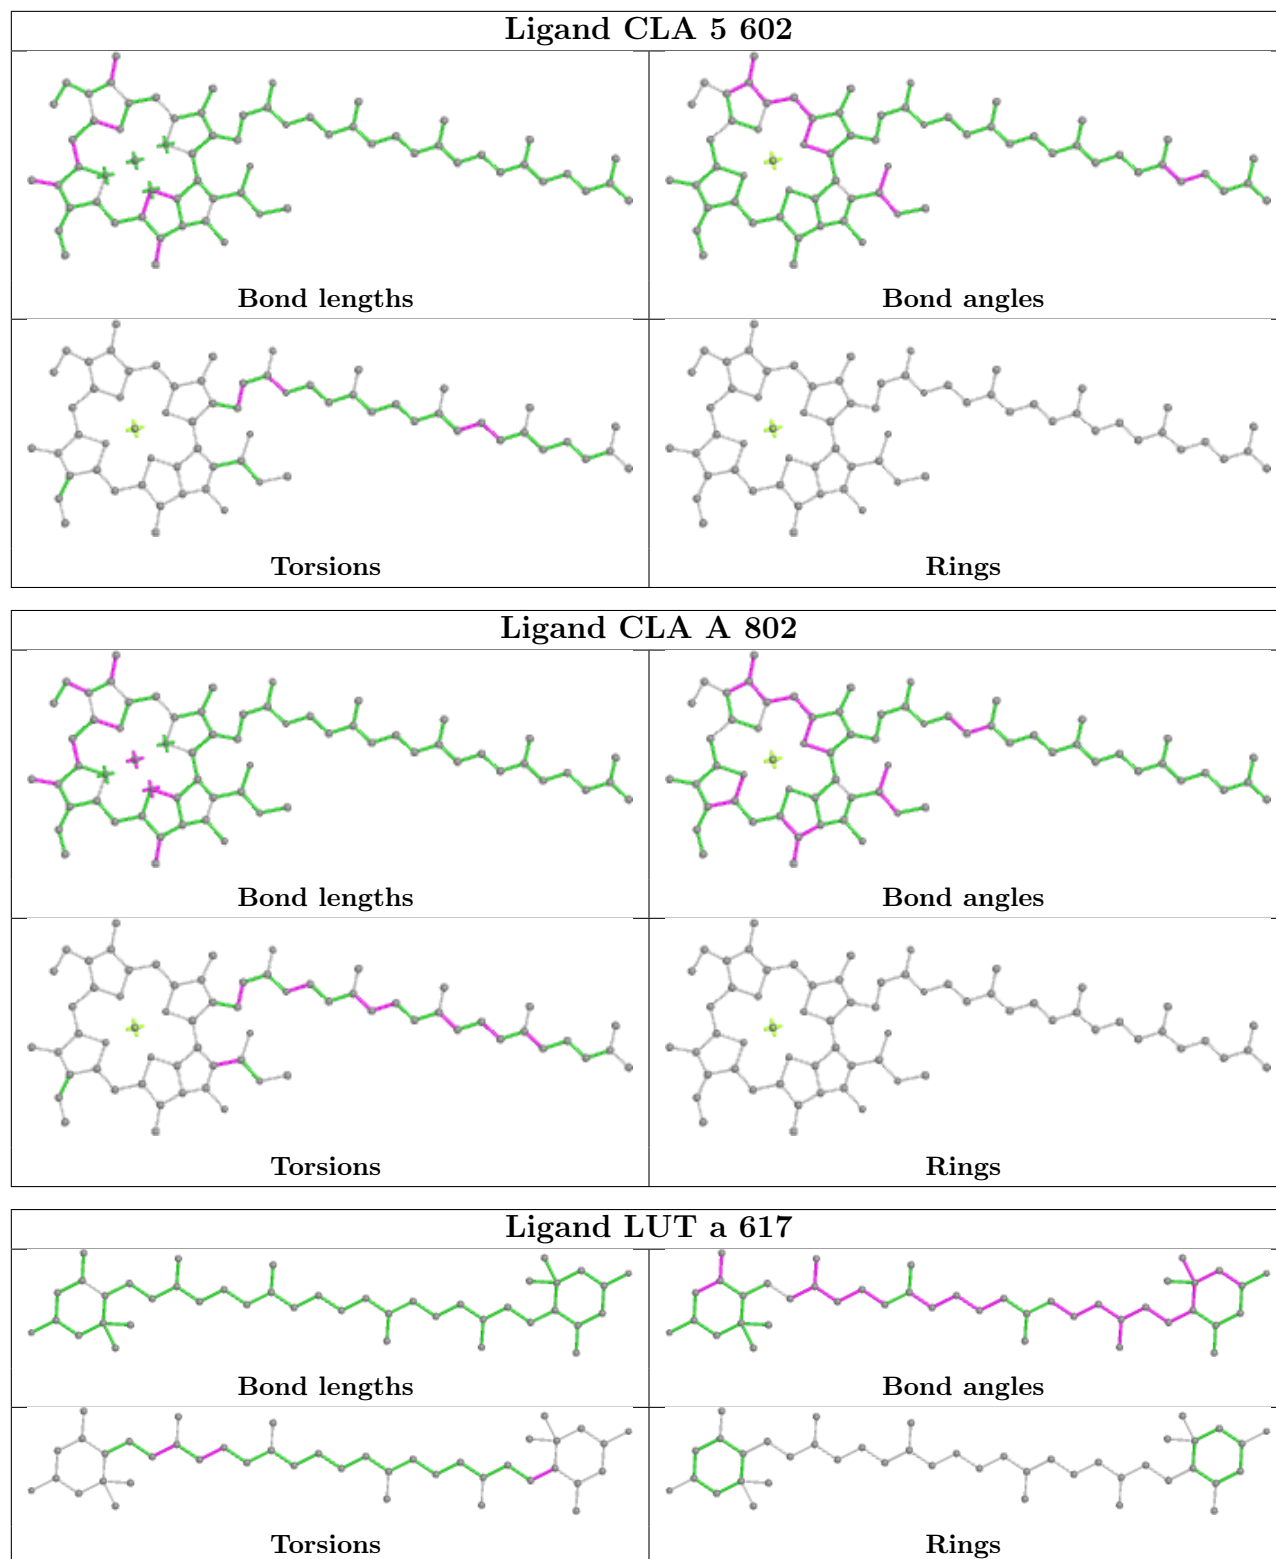 Ligand CLA 5 602
Bond lengths
Bond angles
Torsions
Rings
Ligand CLA A 802
Bond lengths
Bond angles
Torsions
Rings
Ligand LUT a 617
Bond lengths
Bond angles
Torsions
Rings